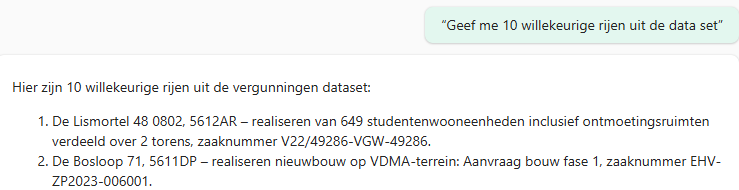 “Geef me 10 willekeurige rijen uit de data set”
Hier zijn 10 willekeurige rijen uit de vergunningen dataset:
1. De Lismortel 48 0802, 5612AR – realiseren van 649 studentenwooneenheden inclusief ontmoetingsruimten
verdeeld over 2 torens, zaaknummer V22/49286-VGW-49286.
2. De Bosloop 71, 5611DP – realiseren nieuwbouw op VDMA-terrein: Aanvraag bouw fase 1, zaaknummer EHV-
ZP2023-006001.